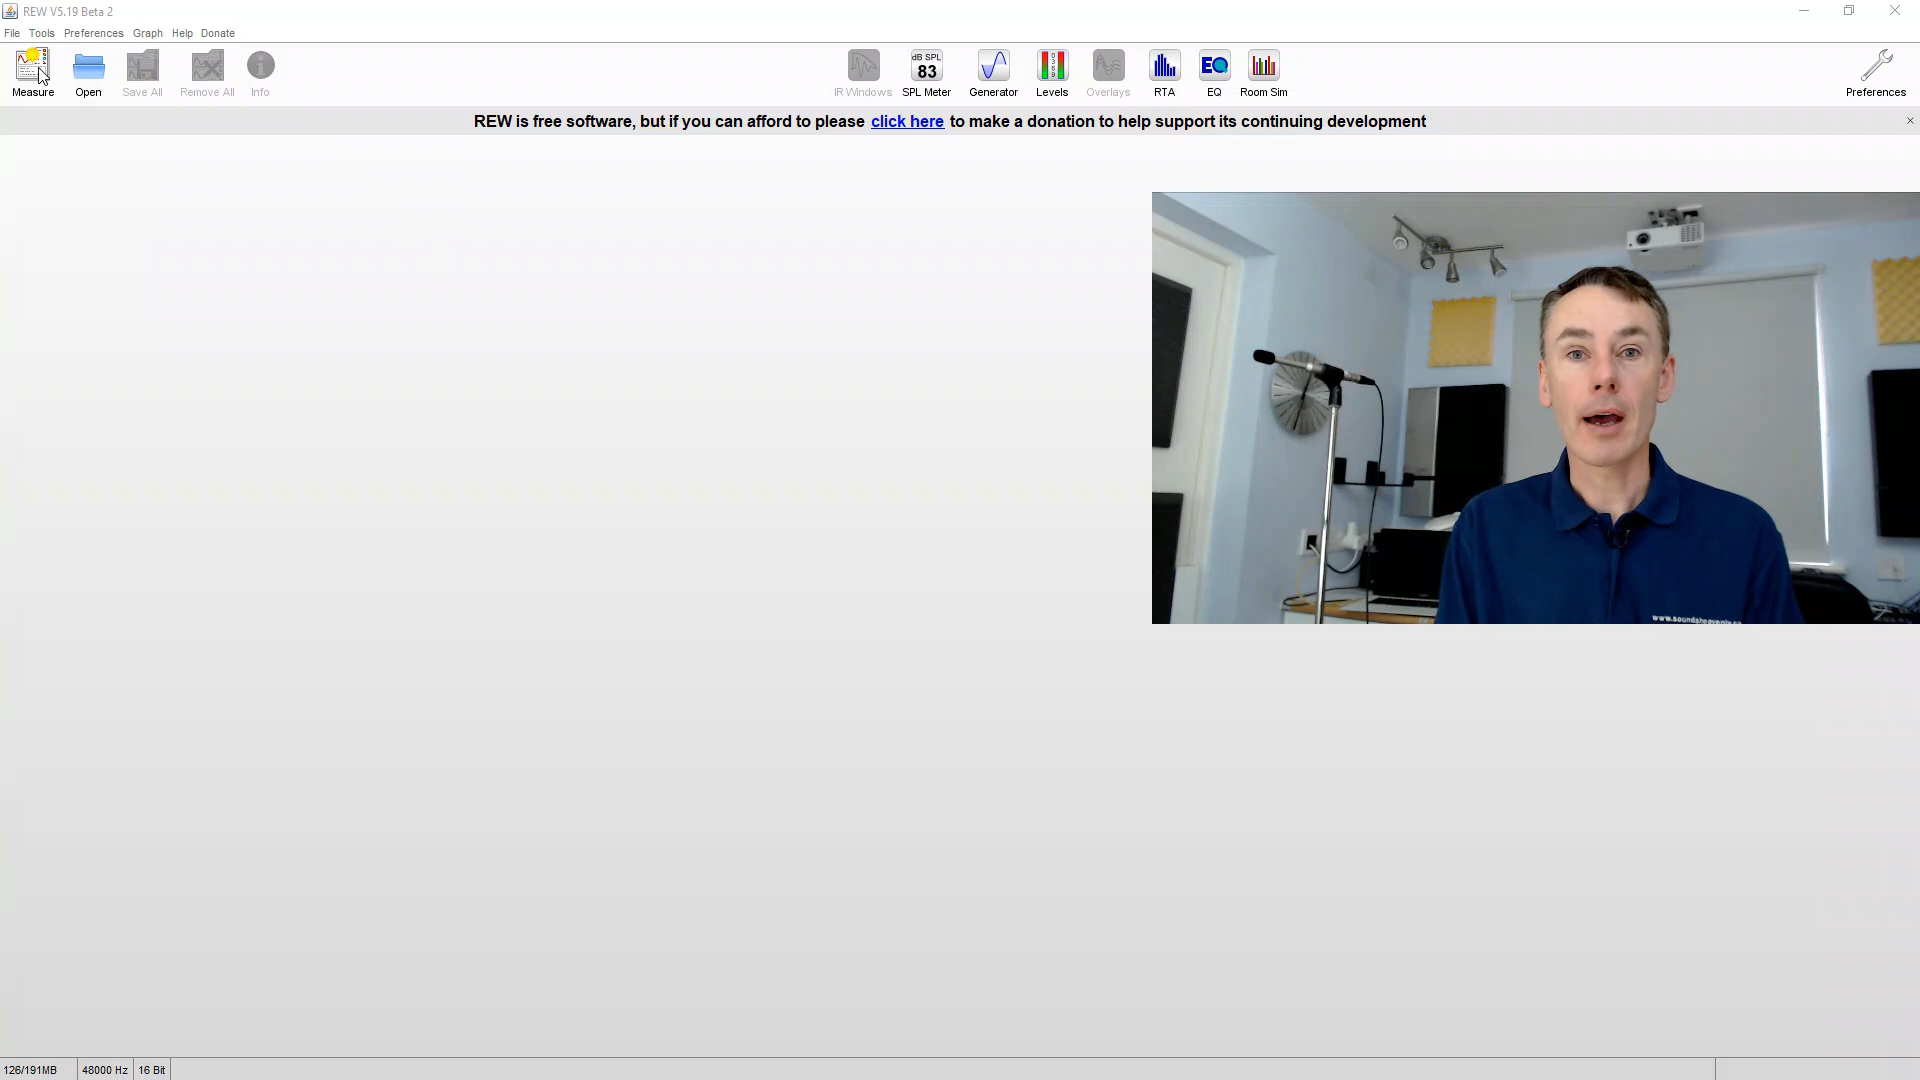 REW V5.19 Beta 2
File Tools Preferences Graph Help Donate
dB SPL
83
EQ
Measure Open Save All Remove All Info IR Windows SPL Meter Generator Levels Overlays RTA EQ Room Sim Preferences
REW is free software, but if you can afford to please click here to make a donation to help support its continuing development
126/191MB 48000 Hz 16 Bit